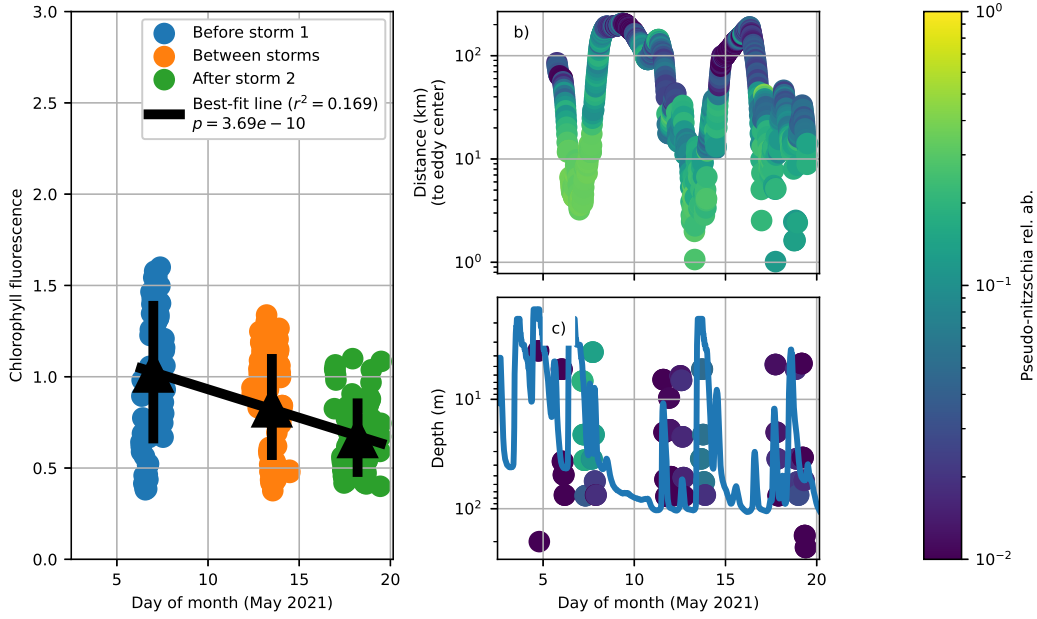 3.0
2.5
2.0
1.5
1.0
0.5
0.0
Chlorophyll fluorescence
Before storm 1
Between storms
After storm 2
Best-fit line (r² = 0.169)
p = 3.69e − 10
5
10
15
20
Day of month (May 2021)
b)
10²
10¹
10⁰
Distance (km)
(to eddy center)
c)
10¹
10²
Depth (m)
5
10
15
20
Day of month (May 2021)
10⁰
10⁻¹
10⁻²
Pseudo-nitzschia rel. ab.